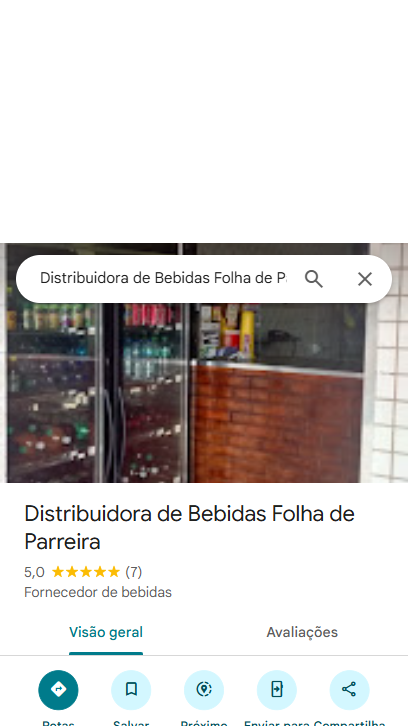 Distribuidora de Bebidas Folha de Pa
Distribuidora de Bebidas Folha de
Parreira
5,0 (7)
Fornecedor de bebidas
Visão geral Avaliações
Rotas Salvar Próximo Enviar para Compartilha